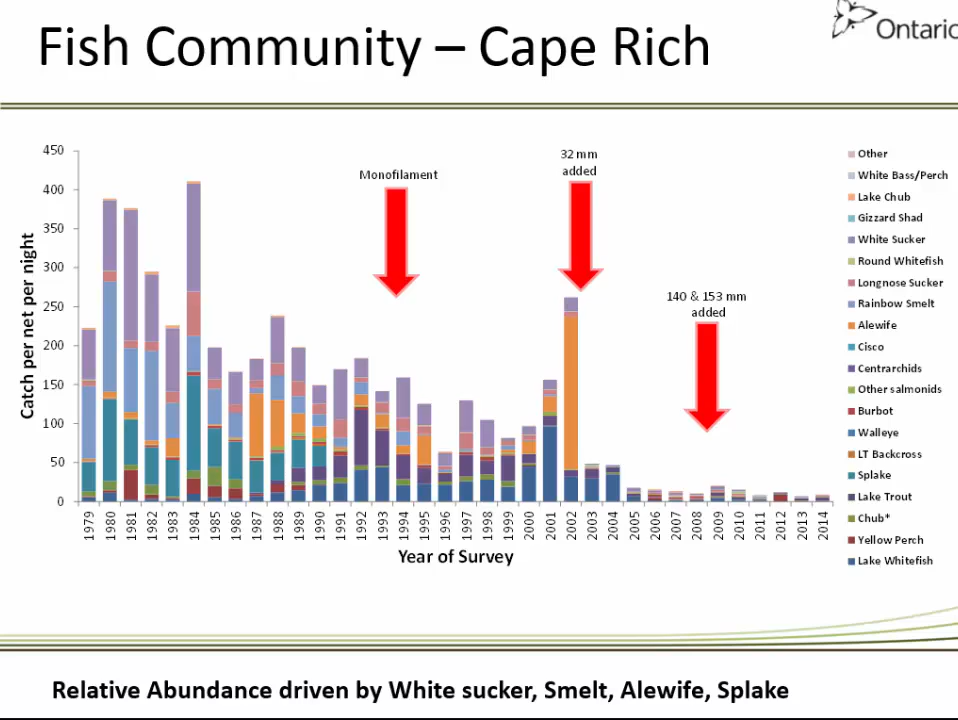 Fish Community – Cape Rich
Ontario
450
400
350
300
250
200
150
100
50
0
Catch per net per night
Monofilament
32 mm
added
140 & 153 mm
added
1979
1980
1981
1982
1983
1984
1985
1986
1987
1988
1989
1990
1991
1992
1993
1994
1995
1996
1997
1998
1999
2000
2001
2002
2003
2004
2005
2006
2007
2008
2009
2010
2011
2012
2013
2014
Year of Survey
Other
White Bass/Perch
Lake Chub
Gizzard Shad
White Sucker
Round Whitefish
Longnose Sucker
Rainbow Smelt
Alewife
Cisco
Centrarchids
Other salmonids
Burbot
Walleye
LT Backcross
Splake
Lake Trout
Chub*
Yellow Perch
Lake Whitefish
Relative Abundance driven by White sucker, Smelt, Alewife, Splake